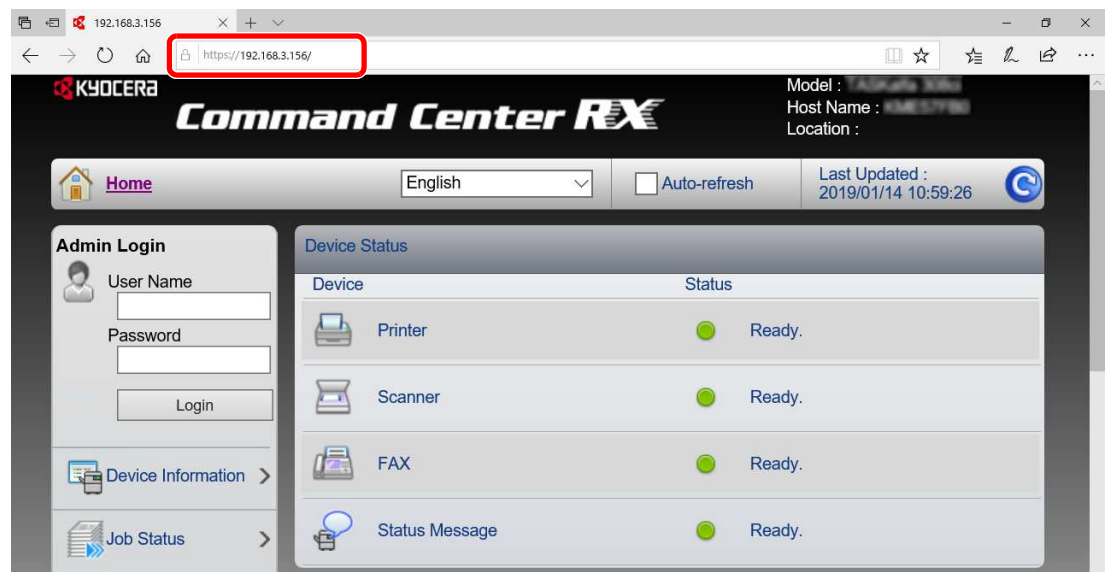 192.168.3.156
https://192.168.3.156/
KYOCERA
Command Center RX
Model :
Host Name :
Location :
Home
English
Auto-refresh
Last Updated :
2019/01/14 10:59:26
Admin Login
User Name
Password
Login
Device Information
Job Status
Device Status
Device Status
Printer Ready.
Scanner Ready.
FAX Ready.
Status Message Ready.